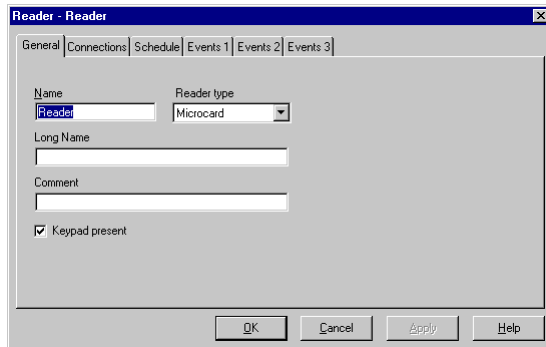 Reader - Reader
General Connections Schedule Events 1 Events 2 Events 3
Name Reader type
Reader Microcard
Long Name
Comment
Keypad present
OK Cancel Apply Help